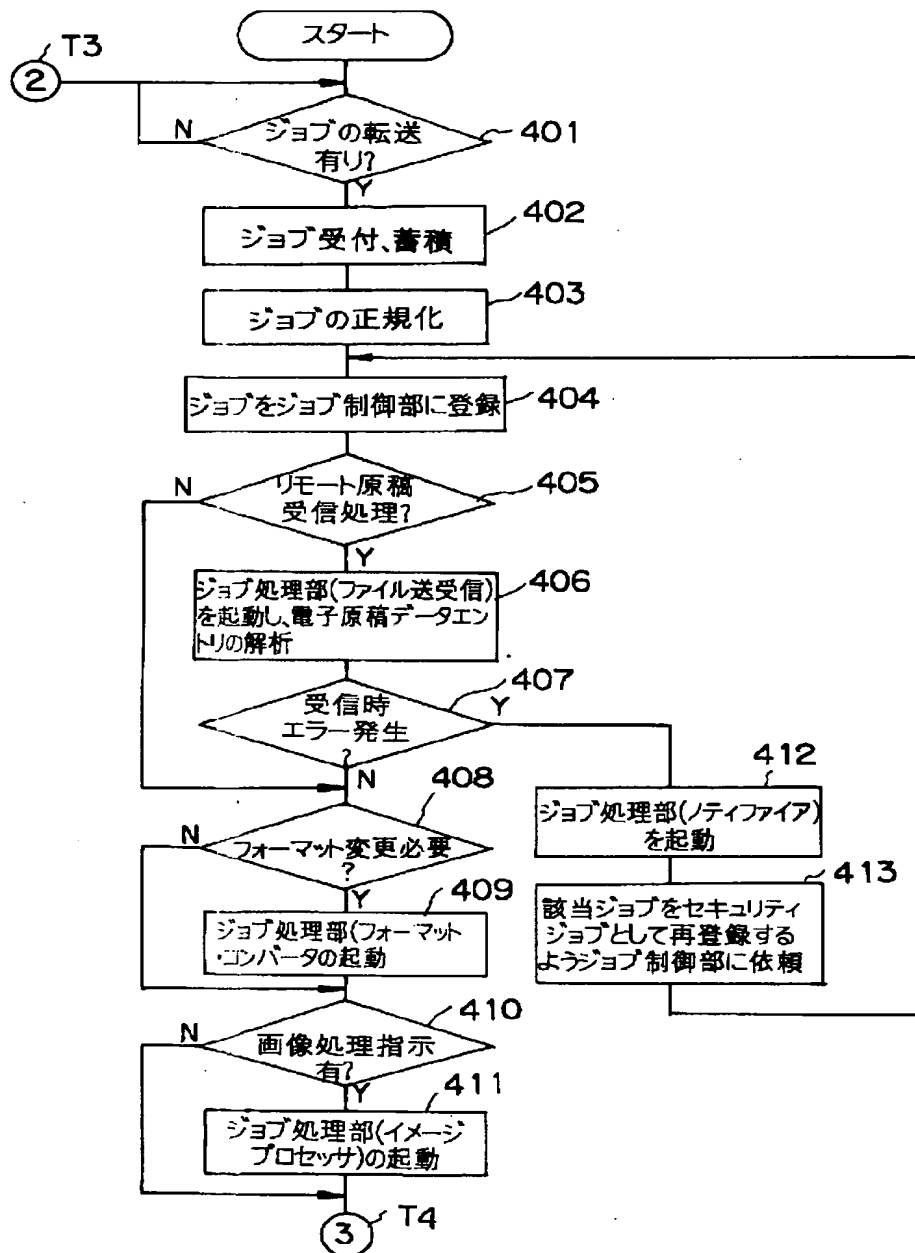 スタート
T3
2
N
ジョブの転送
有り?
401
Y
402
ジョブ受付、蓄積
403
ジョブの正規化
ジョブをジョブ制御部に登録
404
N
リモート原稿
受信処理?
405
Y
ジョブ処理部(ファイル送受信)
を起動し、電子原稿データエン
トリの解析
406
407
受信時
エラー発生
?
Y
N
408
N
フォーマット変更必要
?
Y
409
ジョブ処理部(フォーマット
・コンバータの起動
412
ジョブ処理部(ノティファイア)
を起動
413
該当ジョブをセキュリティ
ジョブとして再登録する
ようジョブ制御部に依頼
410
N
画像処理指示
有?
Y
411
ジョブ処理部(イメージ
プロセッサ)の起動
3
T4